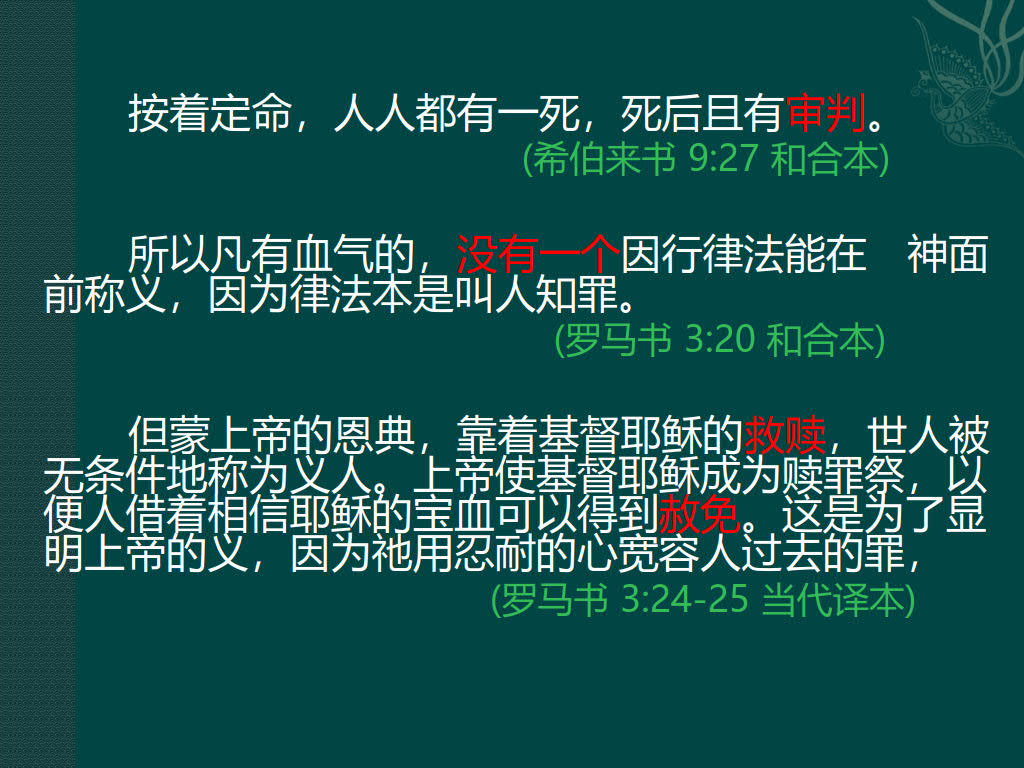 按着定命，人人都有一死，死后且有审判。
(希伯来书 9:27 和合本)
所以凡有血气的，没有一个因行律法能在　神面
前称义，因为律法本是叫人知罪。
(罗马书 3:20 和合本)
但蒙上帝的恩典，靠着基督耶稣的救赎，世人被
无条件地称为义人。上帝使基督耶稣成为赎罪祭，以
便人借着相信耶稣的宝血可以得到赦免。这是为了显
明上帝的义，因为祂用忍耐的心宽容人过去的罪，
(罗马书 3:24-25 当代译本)